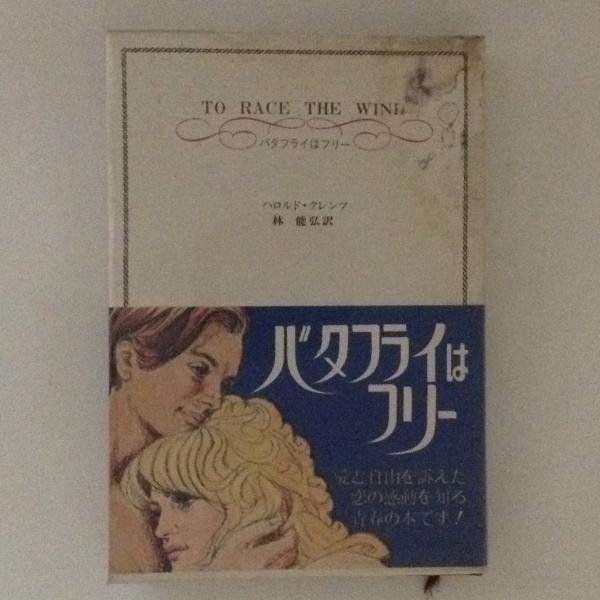 TO RACE THE WIND
バタフライはフリー
ハロルド・クレンツ
林 能弘訳
バタフライは
フリー
愛と自由を訴えた
恋の感動を知る
青春の本です!